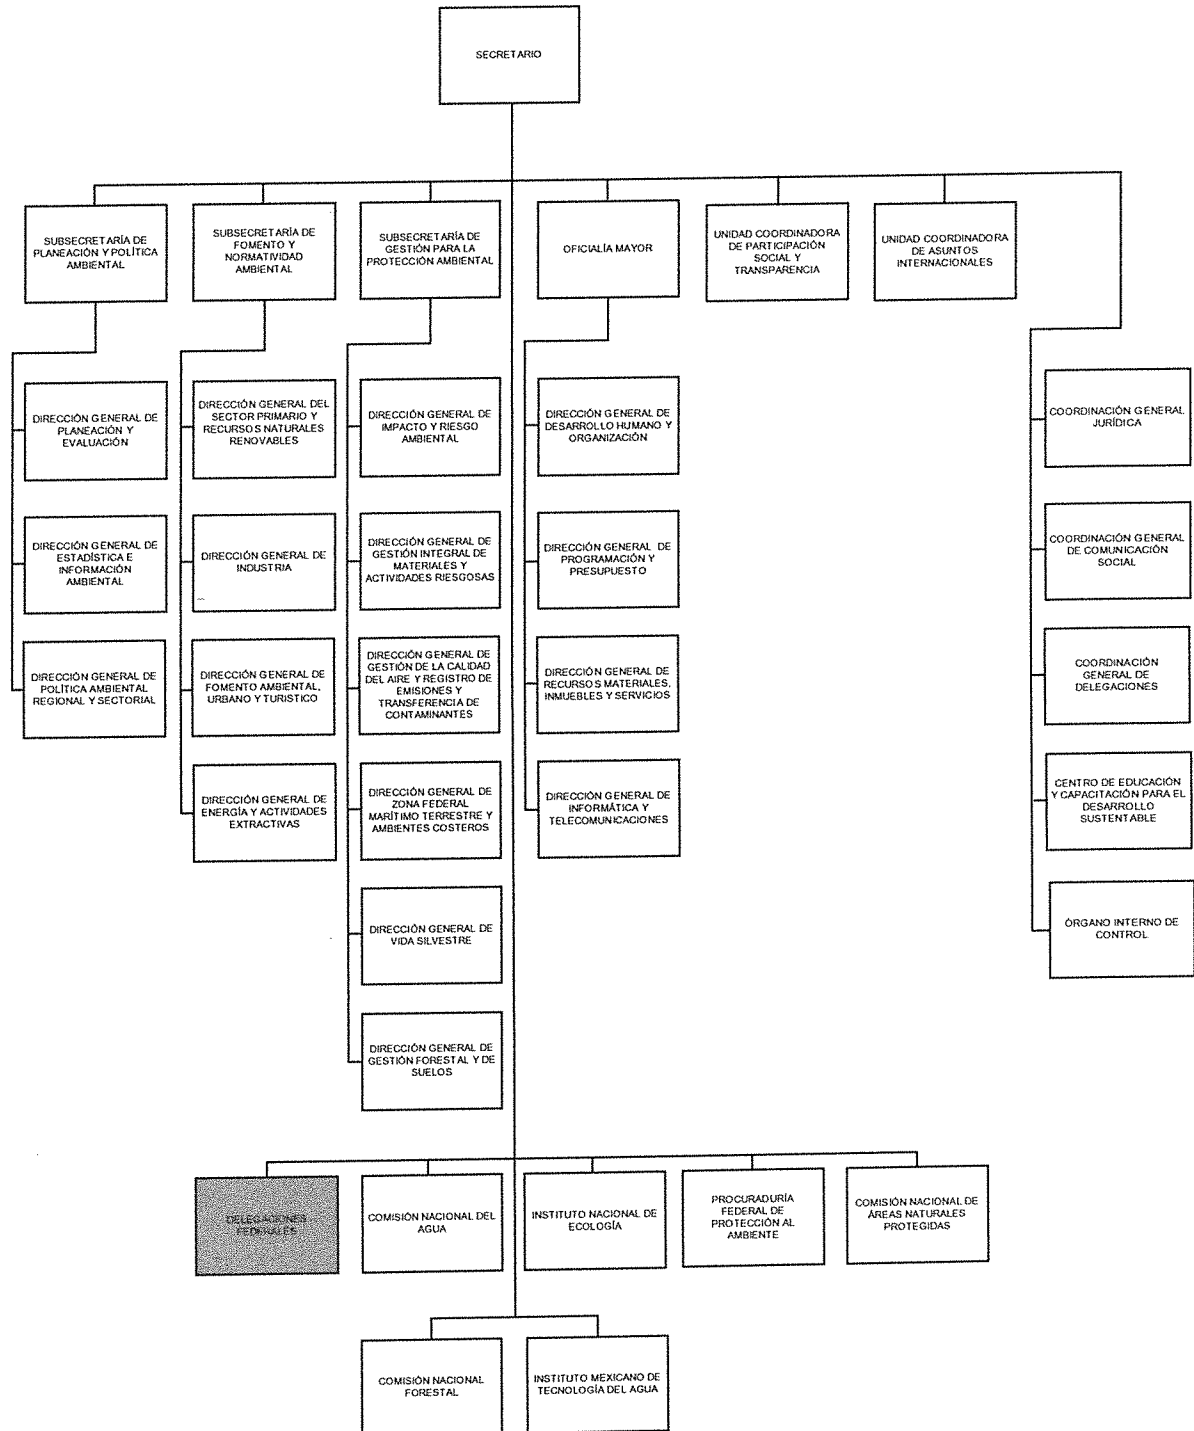 SECRETARIO
SUBSECRETARÍA DE
PLANEACIÓN Y POLÍTICA
AMBIENTAL
SUBSECRETARÍA DE
FOMENTO Y
NORMATIVIDAD
AMBIENTAL
SUBSECRETARÍA DE
GESTIÓN PARA LA
PROTECCIÓN AMBIENTAL
OFICIALÍA MAYOR
UNIDAD COORDINADORA
DE PARTICIPACIÓN
SOCIAL Y
TRANSPARENCIA
UNIDAD COORDINADORA
DE ASUNTOS
INTERNACIONALES
DIRECCIÓN GENERAL DE
PLANEACIÓN Y
EVALUACIÓN
DIRECCIÓN GENERAL DEL
SECTOR PRIMARIO Y
RECURSOS NATURALES
RENOVABLES
DIRECCIÓN GENERAL DE
IMPACTO Y RIESGO
AMBIENTAL
DIRECCIÓN GENERAL DE
DESARROLLO HUMANO Y
ORGANIZACIÓN
COORDINACIÓN GENERAL
JURÍDICA
DIRECCIÓN GENERAL DE
ESTADÍSTICA E
INFORMACIÓN
AMBIENTAL
DIRECCIÓN GENERAL DE
INDUSTRIA
DIRECCIÓN GENERAL DE
GESTIÓN INTEGRAL DE
MATERIALES Y
ACTIVIDADES RIESGOSAS
DIRECCIÓN GENERAL DE
PROGRAMACIÓN Y
PRESUPUESTO
COORDINACIÓN GENERAL
DE COMUNICACIÓN
SOCIAL
DIRECCIÓN GENERAL DE
POLÍTICA AMBIENTAL
REGIONAL Y SECTORIAL
DIRECCIÓN GENERAL DE
FOMENTO AMBIENTAL,
URBANO Y TURISTICO
DIRECCIÓN GENERAL DE
GESTIÓN DE LA CALIDAD
DEL AIRE Y REGISTRO DE
EMISIONES Y
TRANSFERENCIA DE
CONTAMINANTES
DIRECCIÓN GENERAL DE
RECURSOS MATERIALES,
INMUEBLES Y SERVICIOS
COORDINACIÓN
GENERAL DE
DELEGACIONES
DIRECCIÓN GENERAL DE
ENERGÍA Y ACTIVIDADES
EXTRACTIVAS
DIRECCIÓN GENERAL DE
ZONA FEDERAL
MARÍTIMO TERRESTRE Y
AMBIENTES COSTEROS
DIRECCIÓN GENERAL DE
INFORMÁTICA Y
TELECOMUNICACIONES
CENTRO DE EDUCACIÓN
Y CAPACITACIÓN PARA EL
DESARROLLO
SUSTENTABLE
DIRECCIÓN GENERAL DE
VIDA SILVESTRE
ÓRGANO INTERNO DE
CONTROL
DIRECCIÓN GENERAL DE
GESTIÓN FORESTAL Y DE
SUELOS
DELEGACIONES
FEDERALES
COMISIÓN NACIONAL DEL
AGUA
INSTITUTO NACIONAL DE
ECOLOGÍA
PROCURADURÍA
FEDERAL DE
PROTECCIÓN AL
AMBIENTE
COMISIÓN NACIONAL DE
ÁREAS NATURALES
PROTEGIDAS
COMISIÓN NACIONAL
FORESTAL
INSTITUTO MEXICANO DE
TECNOLOGÍA DEL AGUA